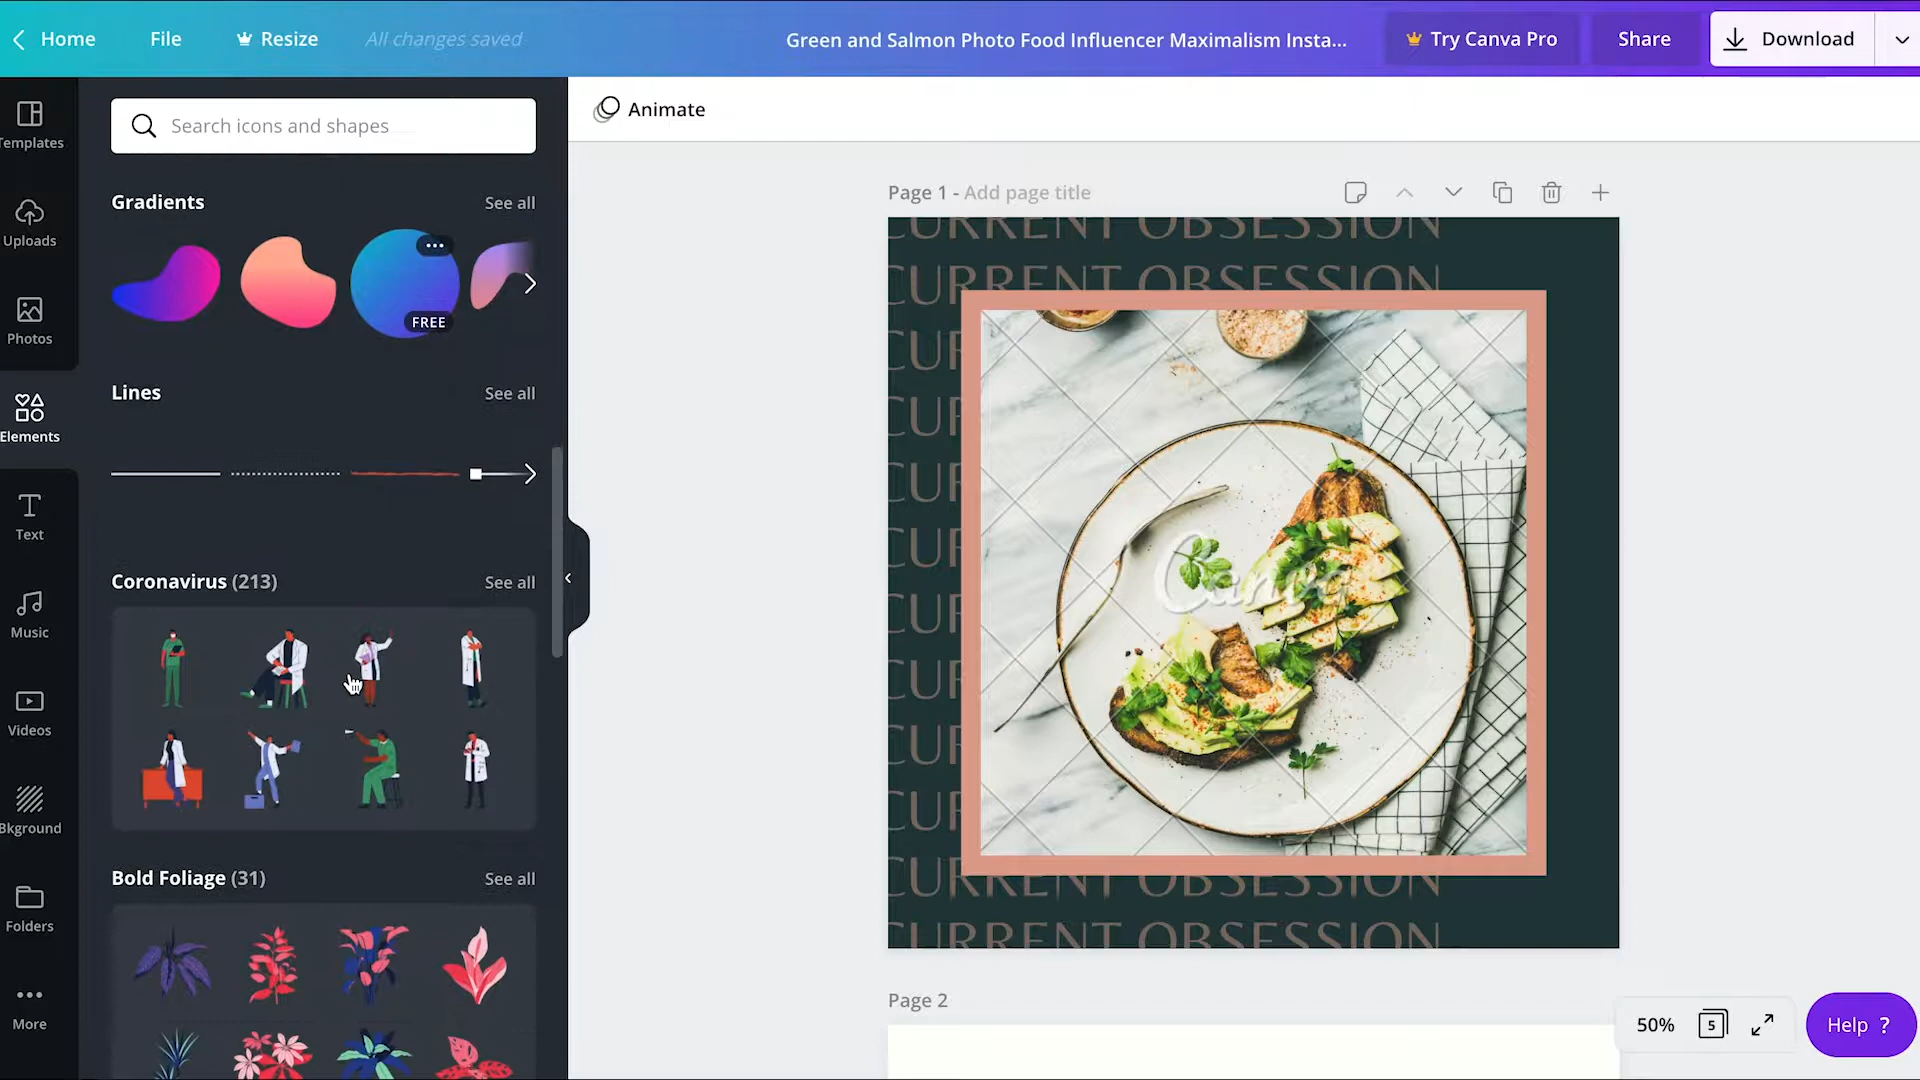 Home
File
Resize
All changes saved
Green and Salmon Photo Food Influencer Maximalism Insta...
Try Canva Pro
Share
Download
Templates
Uploads
Photos
Elements
Text
Music
Videos
Bkground
Folders
More
Search icons and shapes
Gradients
See all
FREE
Lines
See all
Coronavirus (213)
See all
Bold Foliage (31)
See all
Animate
Page 1 - Add page title
CURRENT OBSESSION
CURRENT OBSESSION
CUR
CUR
CUR
CUR
CUR
CUR
CUR
CUR
CURRENT OBSESSION
CURRENT OBSESSION
Canva
Page 2
50%
5
Help ?